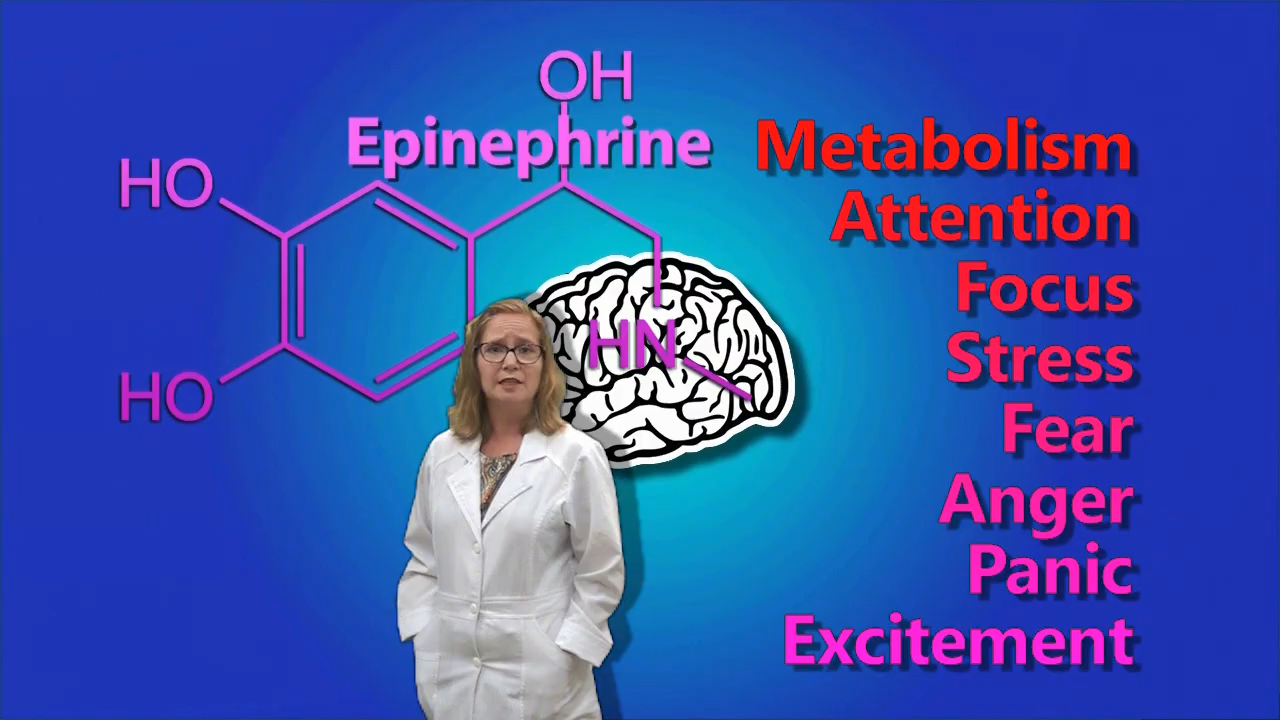 OH
Epinephrine
HO
HO
HN
Metabolism
Attention
Focus
Stress
Fear
Anger
Panic
Excitement